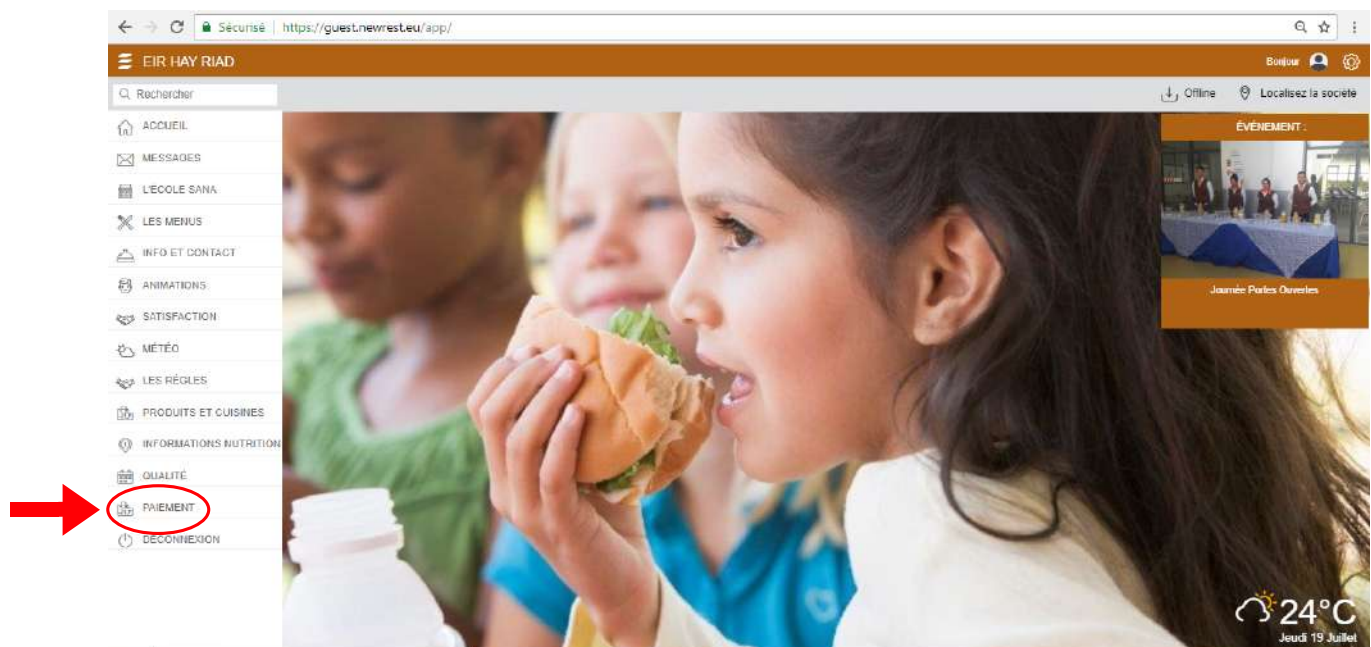 Sécurisé | https://guest.newrest.eu/app/
EIR HAY RIAD
Bonjour
Rechercher
Offline
Localisez la société
ACCUEIL
MESSAGES
L'ECOLE SANA
LES MENUS
INFO ET CONTACT
ANIMATIONS
SATISFACTION
MÉTÉO
LES RÉGLES
PRODUITS ET CUISINES
INFORMATIONS NUTRITION
QUALITÉ
PAIEMENT
DÉCONNEXION
ÉVÉNEMENT :
Journée Portes Ouvertes
24°C
Jeudi 19 Juillet